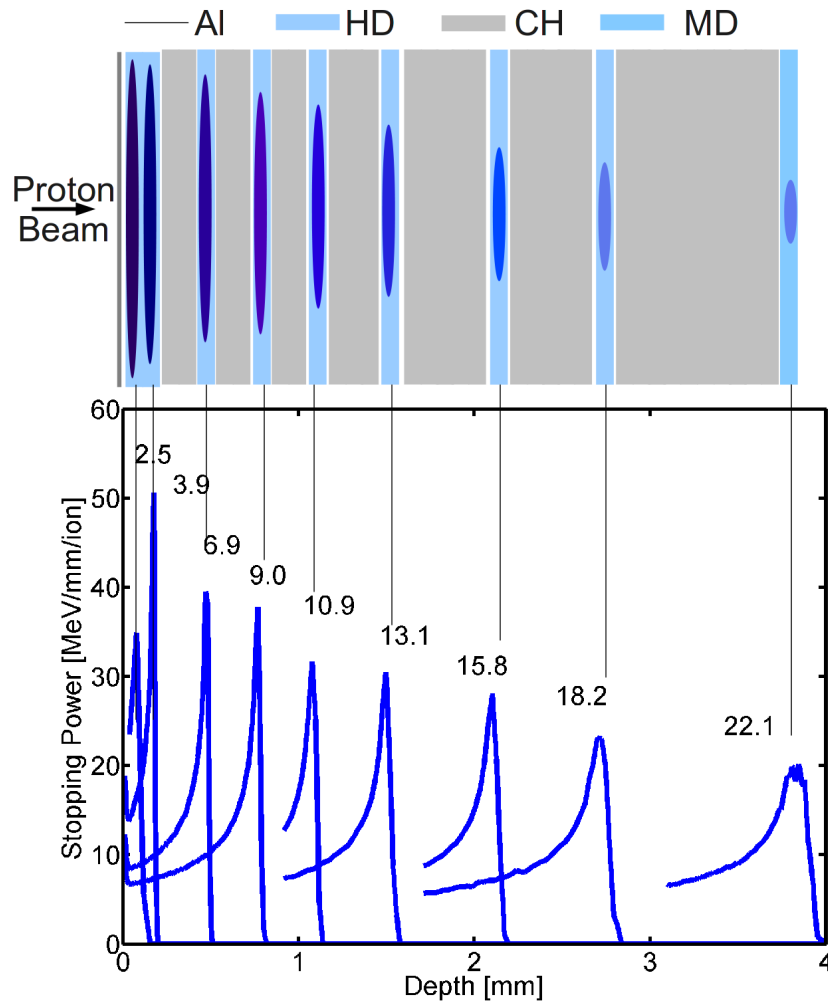 Al HD CH MD
Proton
Beam
60
50
40
30
20
10
0
Stopping Power [MeV/mm/ion]
2.5
3.9
6.9
9.0
10.9
13.1
15.8
18.2
22.1
0 1 2 3 4
Depth [mm]